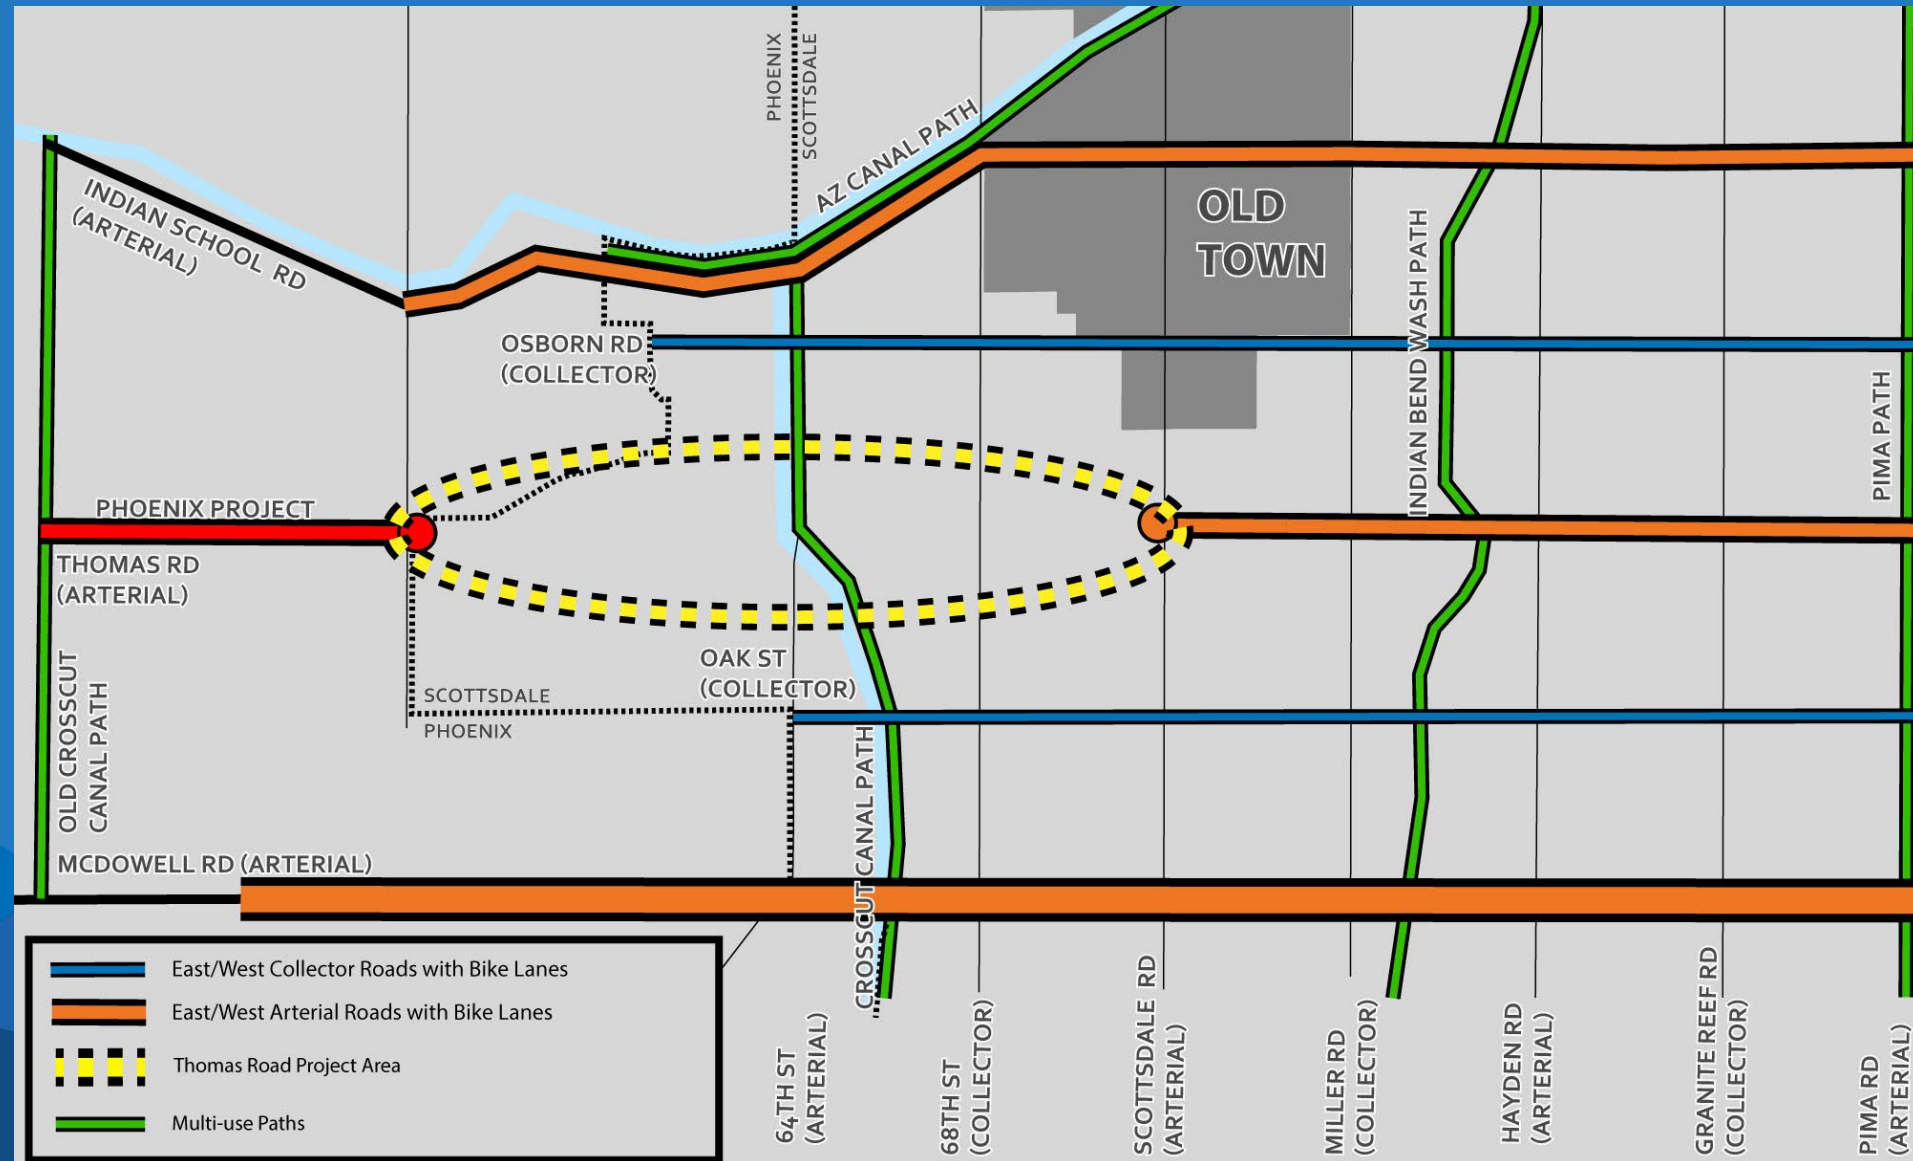 PHOENIX
SCOTTSDALE
AZ CANAL PATH
INDIAN SCHOOL RD
(ARTERIAL)
OLD
TOWN
OSBORN RD
(COLLECTOR)
INDIAN BEND WASH PATH
PIMA PATH
PHOENIX PROJECT
THOMAS RD
(ARTERIAL)
OLD CROSSCUT
CANAL PATH
OAK ST
(COLLECTOR)
SCOTTSDALE
PHOENIX
CROSSCUT CANAL PATH
MCDOWELL RD (ARTERIAL)
East/West Collector Roads with Bike Lanes
East/West Arterial Roads with Bike Lanes
Thomas Road Project Area
Multi-use Paths
64TH ST
(ARTERIAL)
68TH ST
(COLLECTOR)
SCOTTSDALE RD
(ARTERIAL)
MILLER RD
(COLLECTOR)
HAYDEN RD
(ARTERIAL)
GRANITE REEF RD
(COLLECTOR)
PIMA RD
(ARTERIAL)